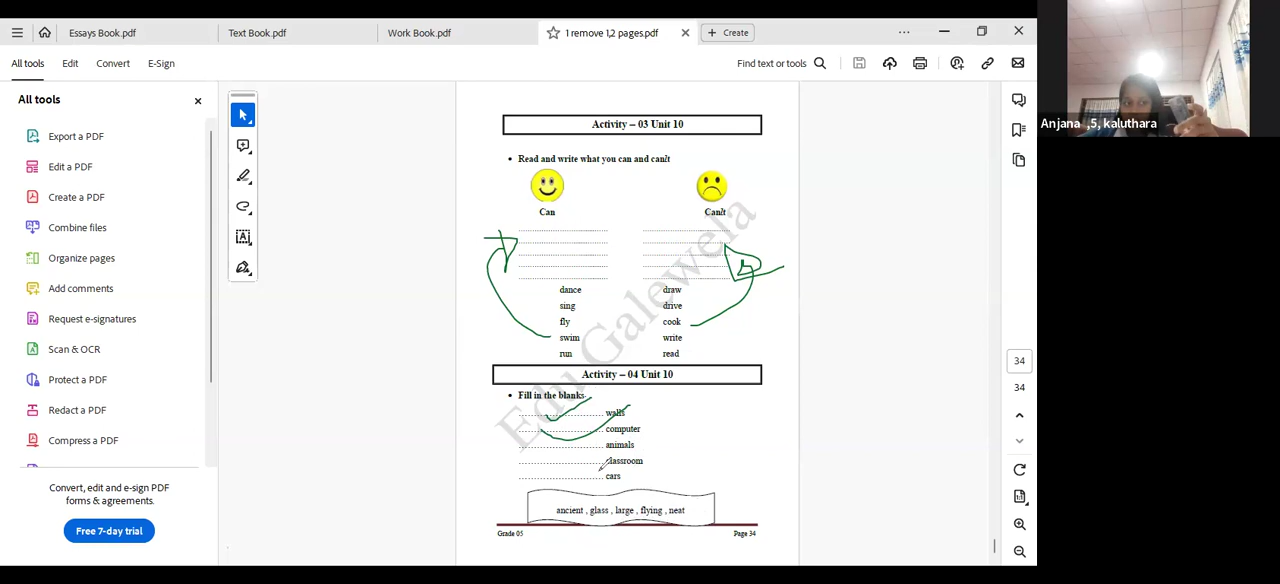 Essays Book.pdf
Text Book.pdf
Work Book.pdf
1 remove 1,2 pages.pdf
Create
All tools
Edit
Convert
E-Sign
Find text or tools
Anjana ,5, kaluthara
All tools
Export a PDF
Edit a PDF
Create a PDF
Combine files
Organize pages
Add comments
Request e-signatures
Scan & OCR
Protect a PDF
Redact a PDF
Compress a PDF
Convert, edit and e-sign PDF
forms & agreements.
Free 7-day trial
Activity – 03 Unit 10
Read and write what you can and can't
Can Can't
dance draw
sing drive
fly cook
swim write
run read
Activity – 04 Unit 10
Fill in the blanks.
walls
computer
animals
classroom
cars
ancient , glass , large , flying , neat
Grade 05 Page 34
Edu Galewela
34
34